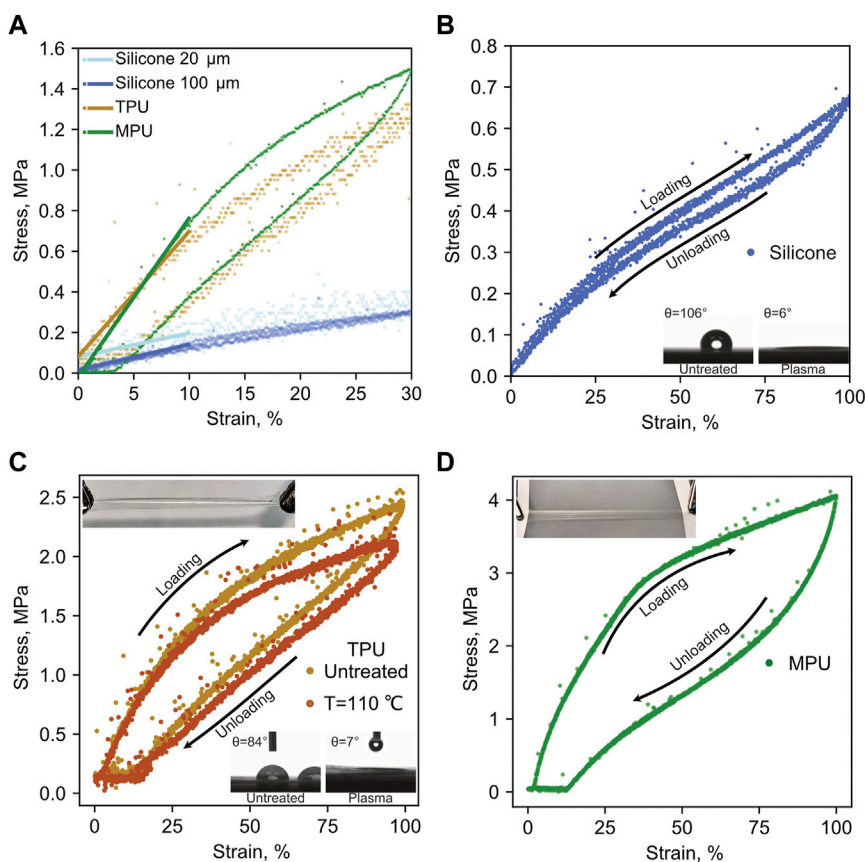 A
Stress, MPa
1.6
1.4
1.2
1.0
0.8
0.6
0.4
0.2
0.0
Silicone 20 μm
Silicone 100 μm
TPU
MPU
0
5
10
15
20
25
30
Strain, %
B
Stress, MPa
0.8
0.7
0.6
0.5
0.4
0.3
0.2
0.1
0.0
Loading
Unloading
Silicone
θ=106°
θ=6°
Untreated
Plasma
0
25
50
75
100
Strain, %
C
Stress, MPa
2.5
2.0
1.5
1.0
0.5
0.0
Loading
TPU
Untreated
T=110 ℃
Unloading
θ=84°
θ=7°
Untreated
Plasma
0
25
50
75
100
Strain, %
D
Stress, MPa
4
3
2
1
0
Loading
Unloading
MPU
0
25
50
75
100
Strain, %